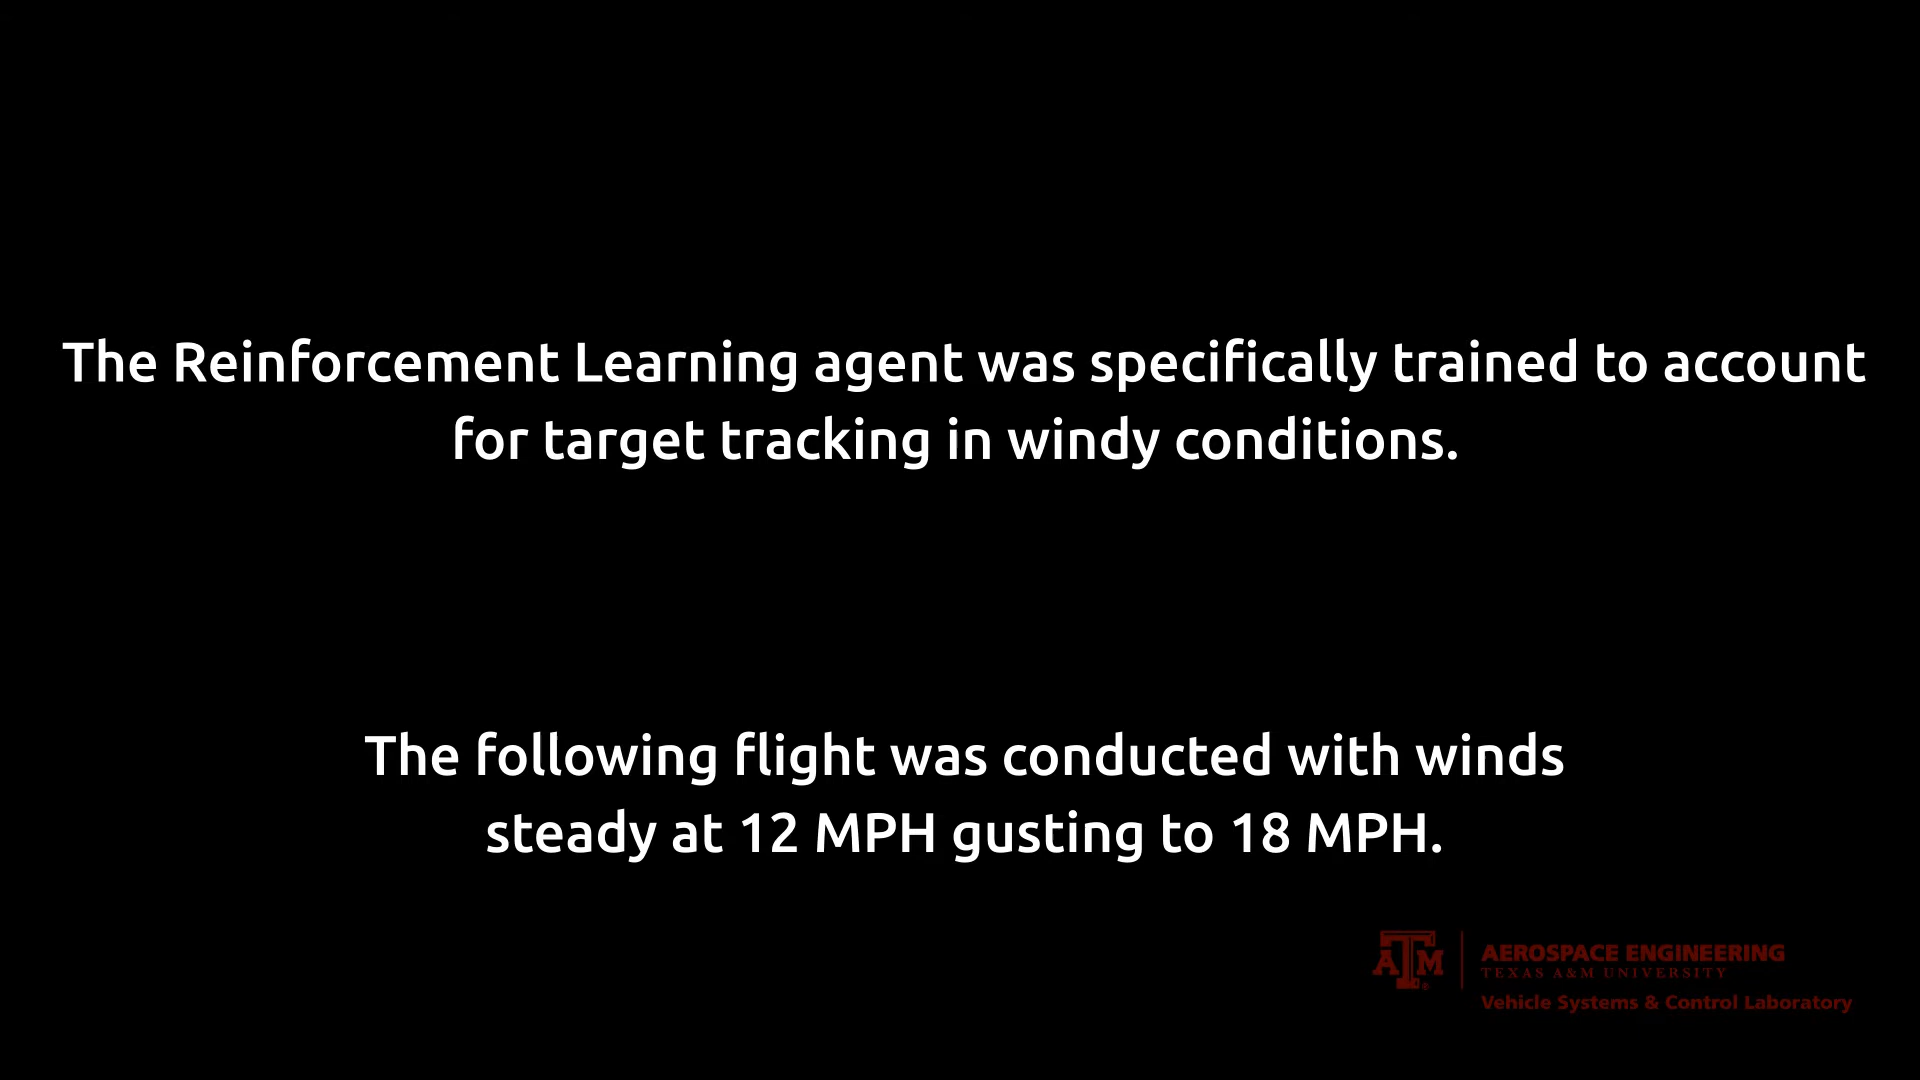 The Reinforcement Learning agent was specifically trained to account
for target tracking in windy conditions.
The following flight was conducted with winds
steady at 12 MPH gusting to 18 MPH.
ATM
AEROSPACE ENGINEERING
TEXAS A&M UNIVERSITY
Vehicle Systems & Control Laboratory